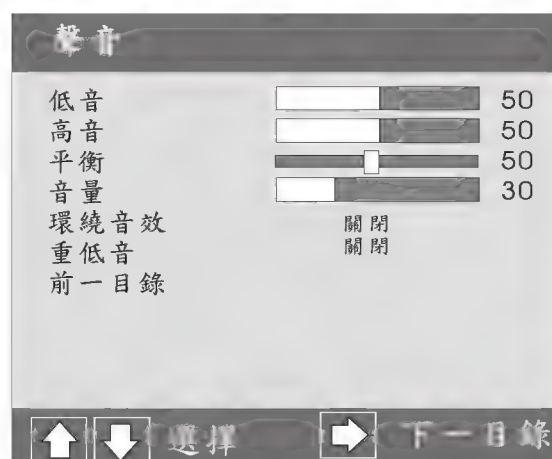 聲音
低音 50
高音 50
平衡 50
音量 30
環繞音效 關閉
重低音 關閉
前一目錄
選擇 下一目錄